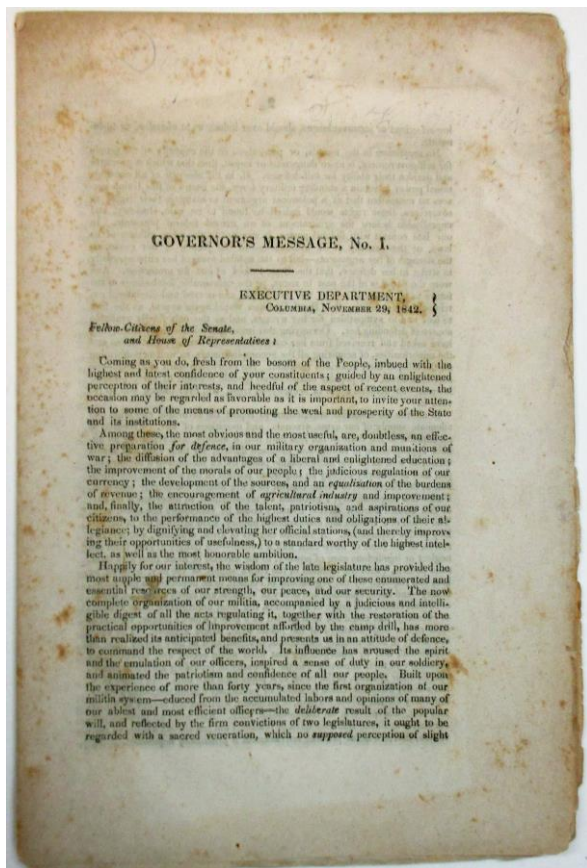 GOVERNOR'S MESSAGE, No. I.
EXECUTIVE DEPARTMENT,
COLUMBIA, NOVEMBER 29, 1842.
Fellow-Citizens of the Senate,
and House of Representatives:
Coming as you do, fresh from the bosom of the People, imbued with the
highest and latest confidence of your constituents; guided by an enlightened
perception of their interests, and heedful of the aspect of recent events, the
occasion may be regarded as favorable as it is important, to invite your atten-
tion to some of the means of promoting the weal and prosperity of the State
and its institutions.
Among these, the most obvious and the most useful, are, doubtless, an effec-
tive preparation for defence, in our military organisation and munitions of
war; the diffusion of the advantages of a liberal and enlightened education;
the improvement of the morals of our people; the judicious regulation of our
currency; the development of the sources, and an equalization of the burdens
of revenue; the encouragement of agricultural industry and improvement;
and, finally, the attraction of the talent, patriotism, and aspirations of our
citizens, to the performance of the highest duties and obligations of their al-
legiance; by dignifying and elevating her official stations, (and thereby improv-
ing their opportunities of usefulness,) to a standard worthy of the highest intel-
lect, as well as the most honorable ambition.
Happily for our interest, the wisdom of the late legislature has provided the
most ample and permanent means for improving one of these enumerated and
essential resources of our strength, our peace, and our security. The now
complete organization of our militia, accompanied by a judicious and intelli-
gible digest of all the acts regulating it, together with the restoration of the
practical opportunities of improvement afforded by the camp drill, has more
than realized its anticipated benefits, and presents us in an attitude of defence,
to command the respect of the world. Its influence has aroused the spirit
and the emulation of our officers, inspired a sense of duty in our soldiery,
and animated the patriotism and confidence of all our people. Built upon
the experience of more than forty years, since the first organization of our
militia system—educed from the accumulated labors and opinions of many of
our ablest and most efficient officers—the deliberate result of the popular
will, and reflected by the firm convictions of two legislatures, it ought to be
regarded with a sacred veneration, which no supposed perception of slight